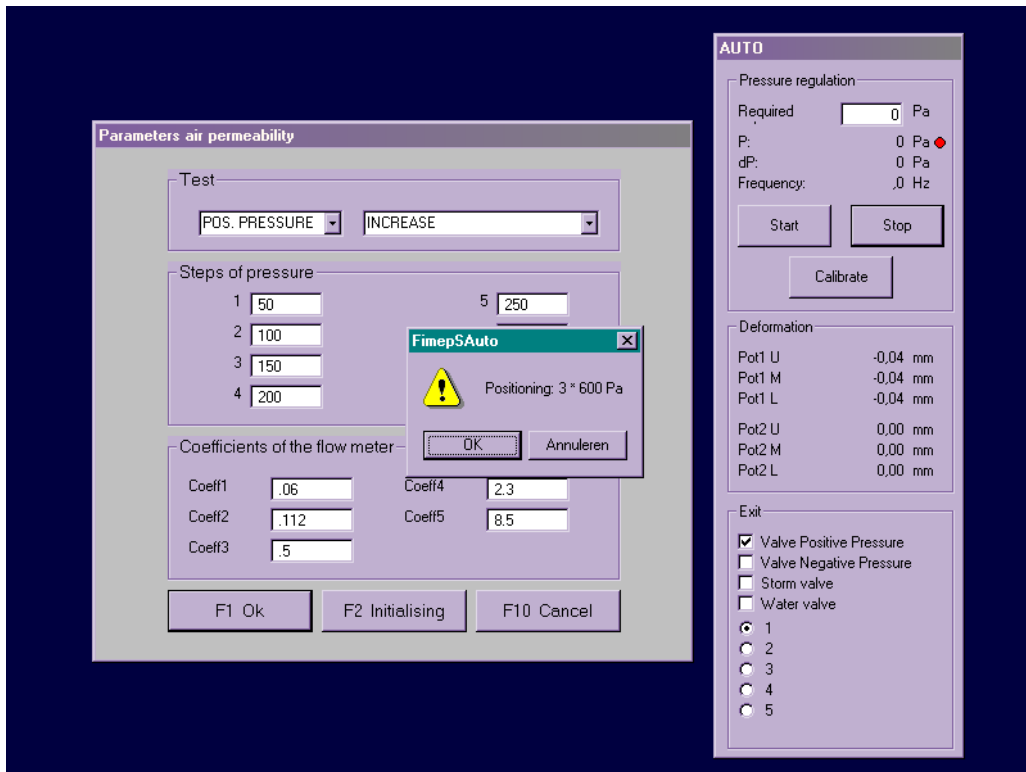 Parameters air permeability
Test
POS. PRESSURE INCREASE
Steps of pressure
1 50 5 250
2 100
3 150
4 200
Coefficients of the flow meter
Coeff1 .06 Coeff4 2.3
Coeff2 .112 Coeff5 8.5
Coeff3 .5
F1 Ok F2 Initialising F10 Cancel
FimepSAuto
Positioning: 3 * 600 Pa
OK Annuleren
AUTO
Pressure regulation
Required 0 Pa
P: 0 Pa
dP: 0 Pa
Frequency: ,0 Hz
Start Stop
Calibrate
Deformation
Pot1 U -0,04 mm
Pot1 M -0,04 mm
Pot1 L -0,04 mm
Pot2 U 0,00 mm
Pot2 M 0,00 mm
Pot2 L 0,00 mm
Exit
Valve Positive Pressure
Valve Negative Pressure
Storm valve
Water valve
1
2
3
4
5